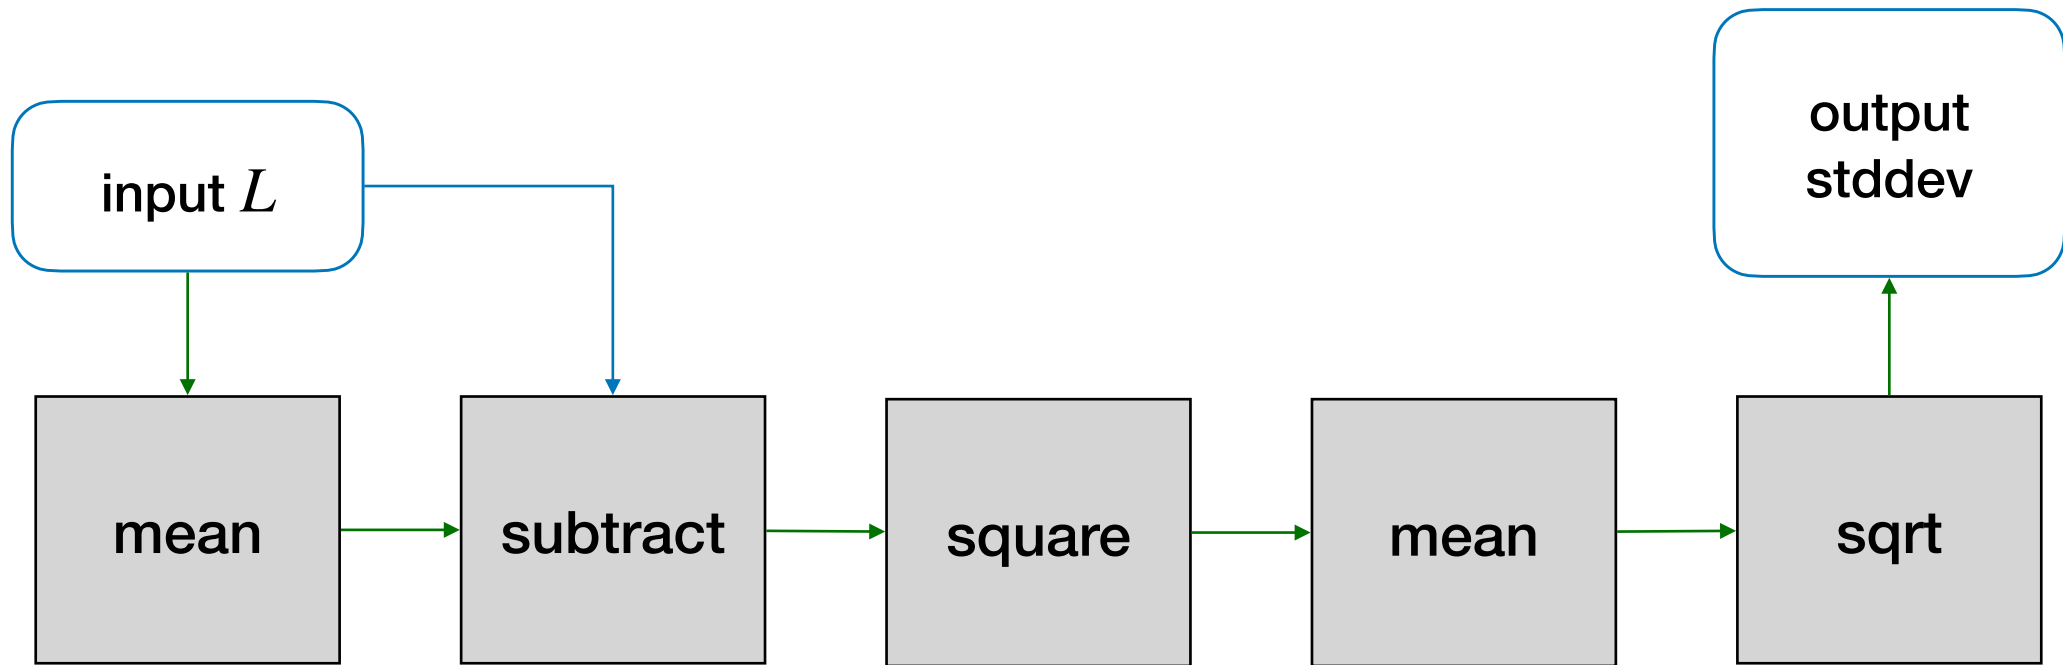 input L
output
stddev
mean
subtract
square
mean
sqrt